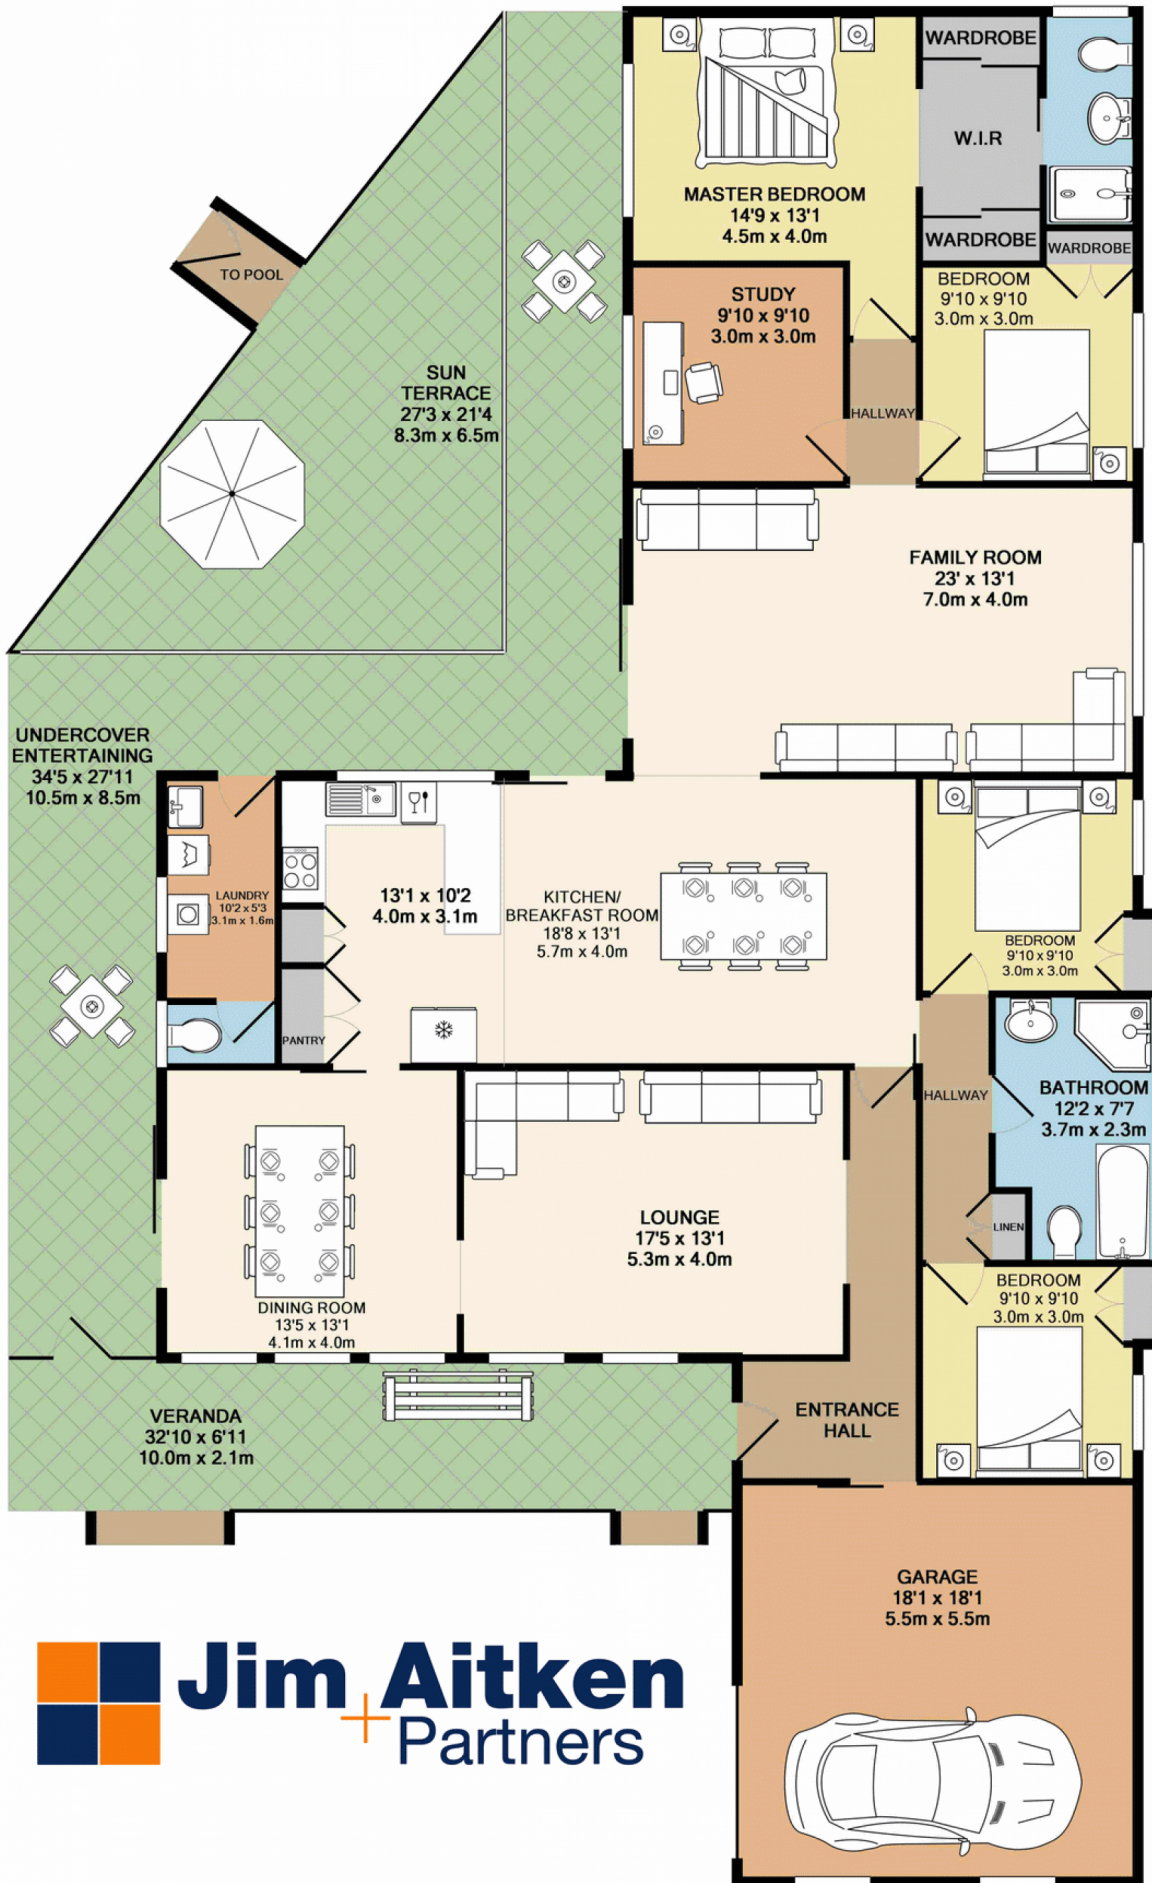 WARDROBE
W.I.R
MASTER BEDROOM
14'9 x 13'1
4.5m x 4.0m
WARDROBE
WARDROBE
TO POOL
STUDY
9'10 x 9'10
3.0m x 3.0m
BEDROOM
9'10 x 9'10
3.0m x 3.0m
SUN
TERRACE
27'3 x 21'4
8.3m x 6.5m
HALLWAY
FAMILY ROOM
23' x 13'1
7.0m x 4.0m
UNDERCOVER
ENTERTAINING
34'5 x 27'11
10.5m x 8.5m
LAUNDRY
10'2 x 5'3
3.1m x 1.6m
13'1 x 10'2
4.0m x 3.1m
KITCHEN/
BREAKFAST ROOM
18'8 x 13'1
5.7m x 4.0m
BEDROOM
9'10 x 9'10
3.0m x 3.0m
PANTRY
HALLWAY
BATHROOM
12'2 x 7'7
3.7m x 2.3m
LOUNGE
17'5 x 13'1
5.3m x 4.0m
LINEN
DINING ROOM
13'5 x 13'1
4.1m x 4.0m
BEDROOM
9'10 x 9'10
3.0m x 3.0m
VERANDA
32'10 x 6'11
10.0m x 2.1m
ENTRANCE
HALL
GARAGE
18'1 x 18'1
5.5m x 5.5m
Jim Aitken
+ Partners